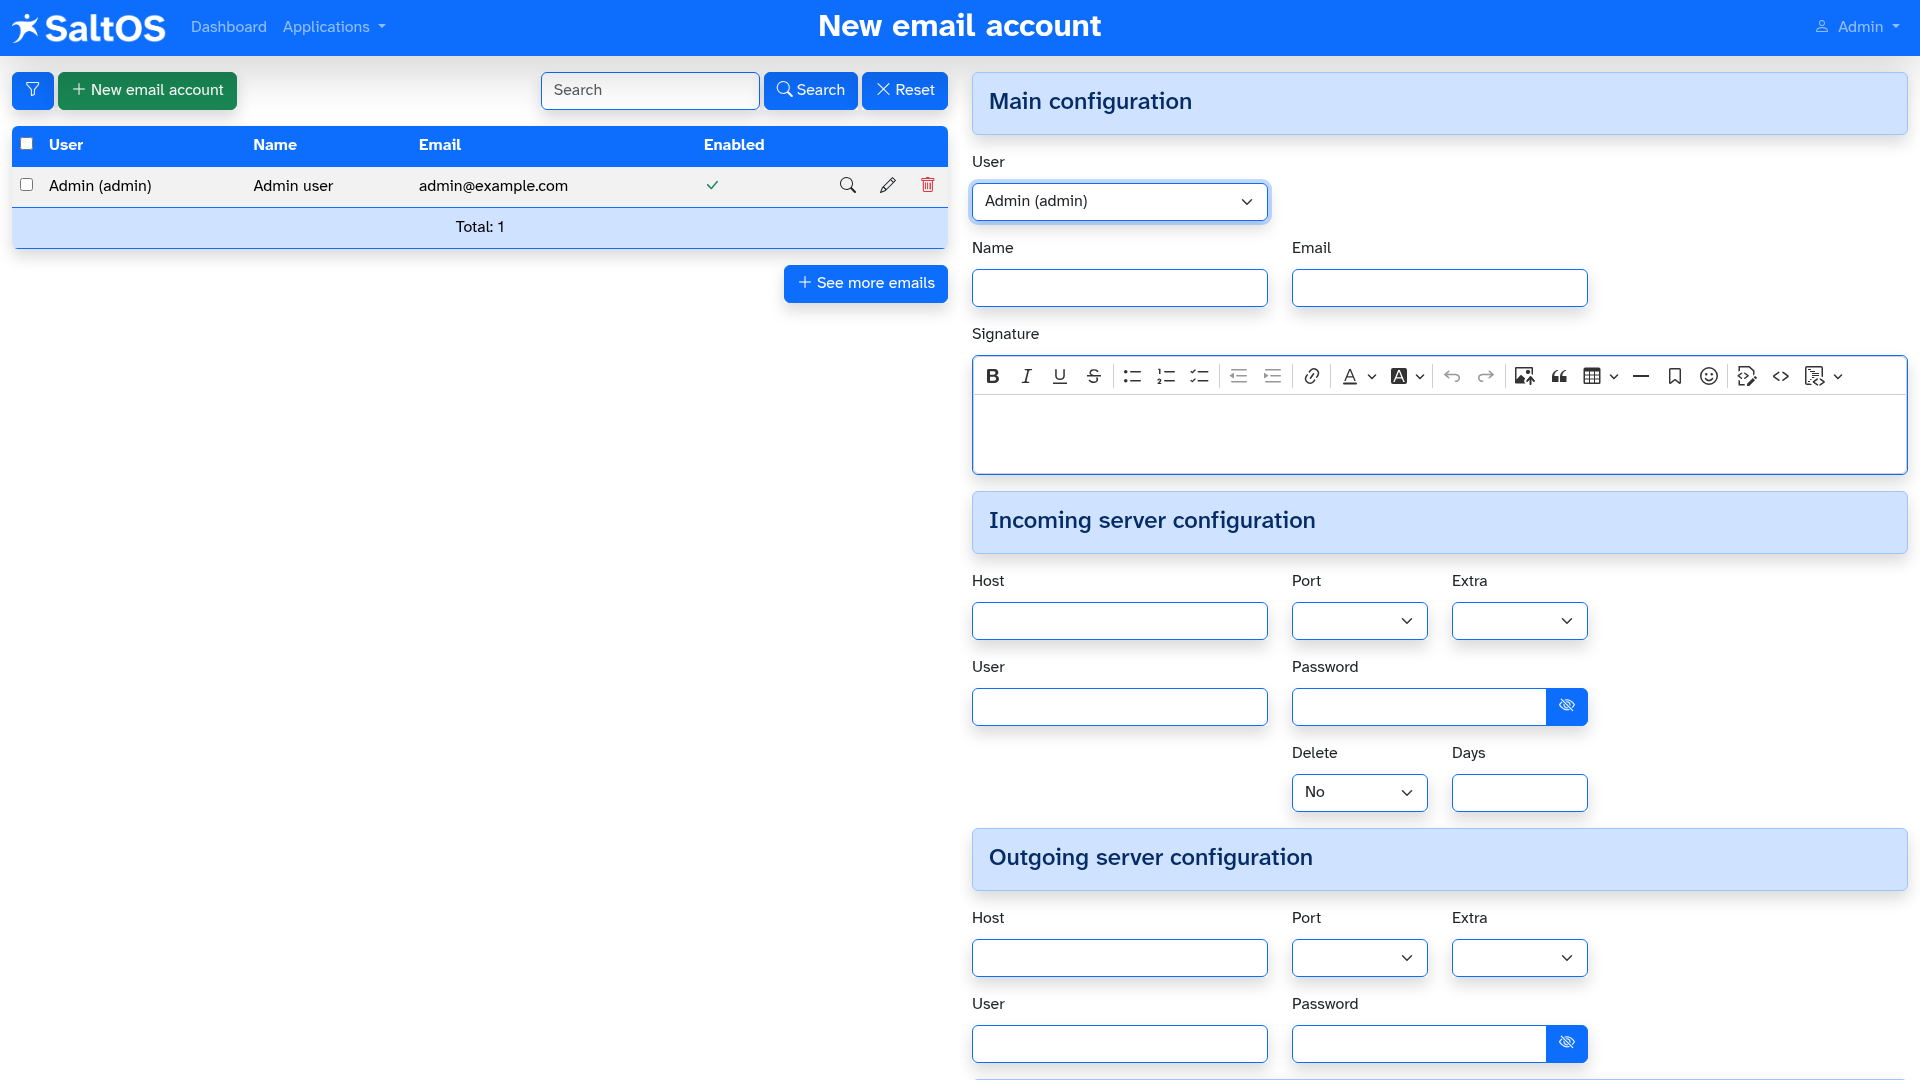 SaltOS Dashboard Applications New email account Admin
New email account Search Search Reset
User Name Email Enabled
Admin (admin) Admin user admin@example.com
Total: 1
See more emails
Main configuration
User
Admin (admin)
Name Email
Signature
Incoming server configuration
Host Port Extra
User Password
Delete Days
No
Outgoing server configuration
Host Port Extra
User Password